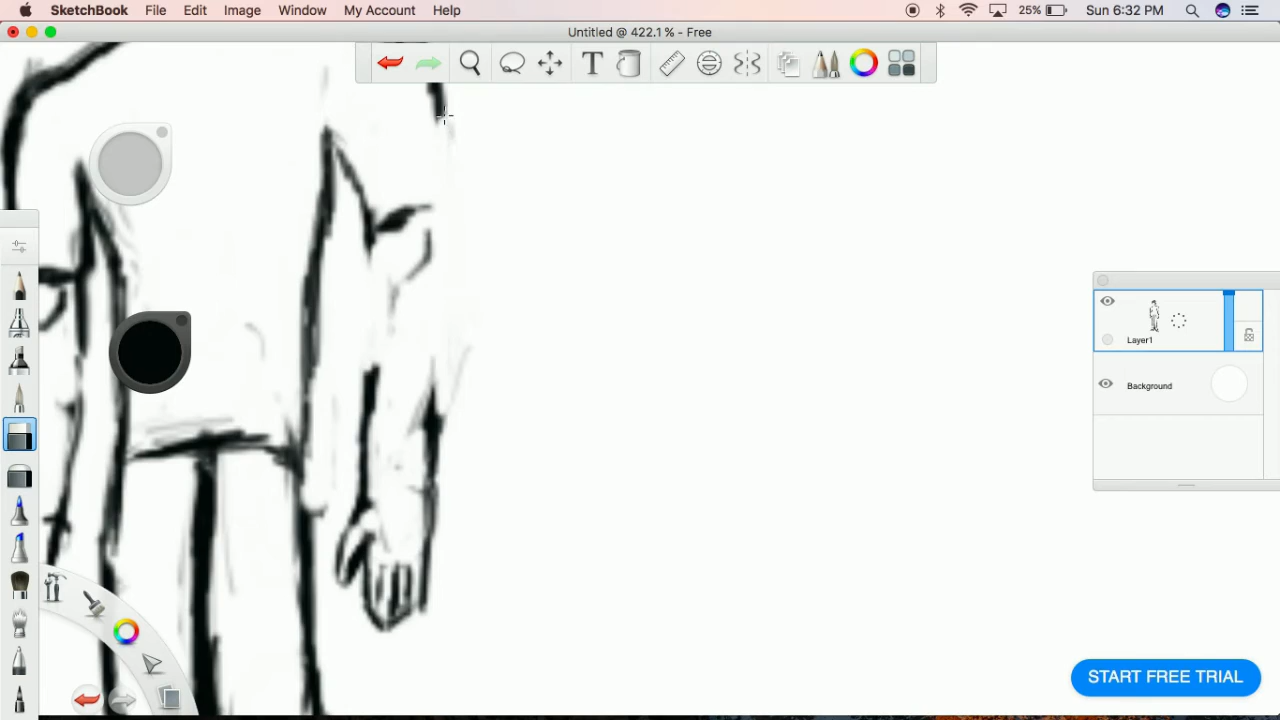 SketchBook File Edit Image Window My Account Help 25% Sun 6:32 PM
Untitled @ 422.1 % - Free
T
Layer1
Background
START FREE TRIAL